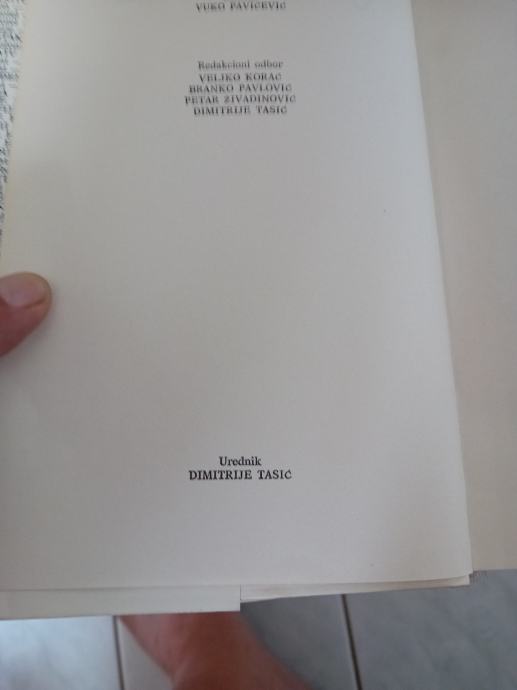 VUKO PAVIĆEVIĆ
Redakcioni odbor
VELJKO KORAĆ
BRANKO PAVLOVIĆ
PETAR ŽIVADINOVIĆ
DIMITRIJE TASIĆ
Urednik
DIMITRIJE TASIĆ